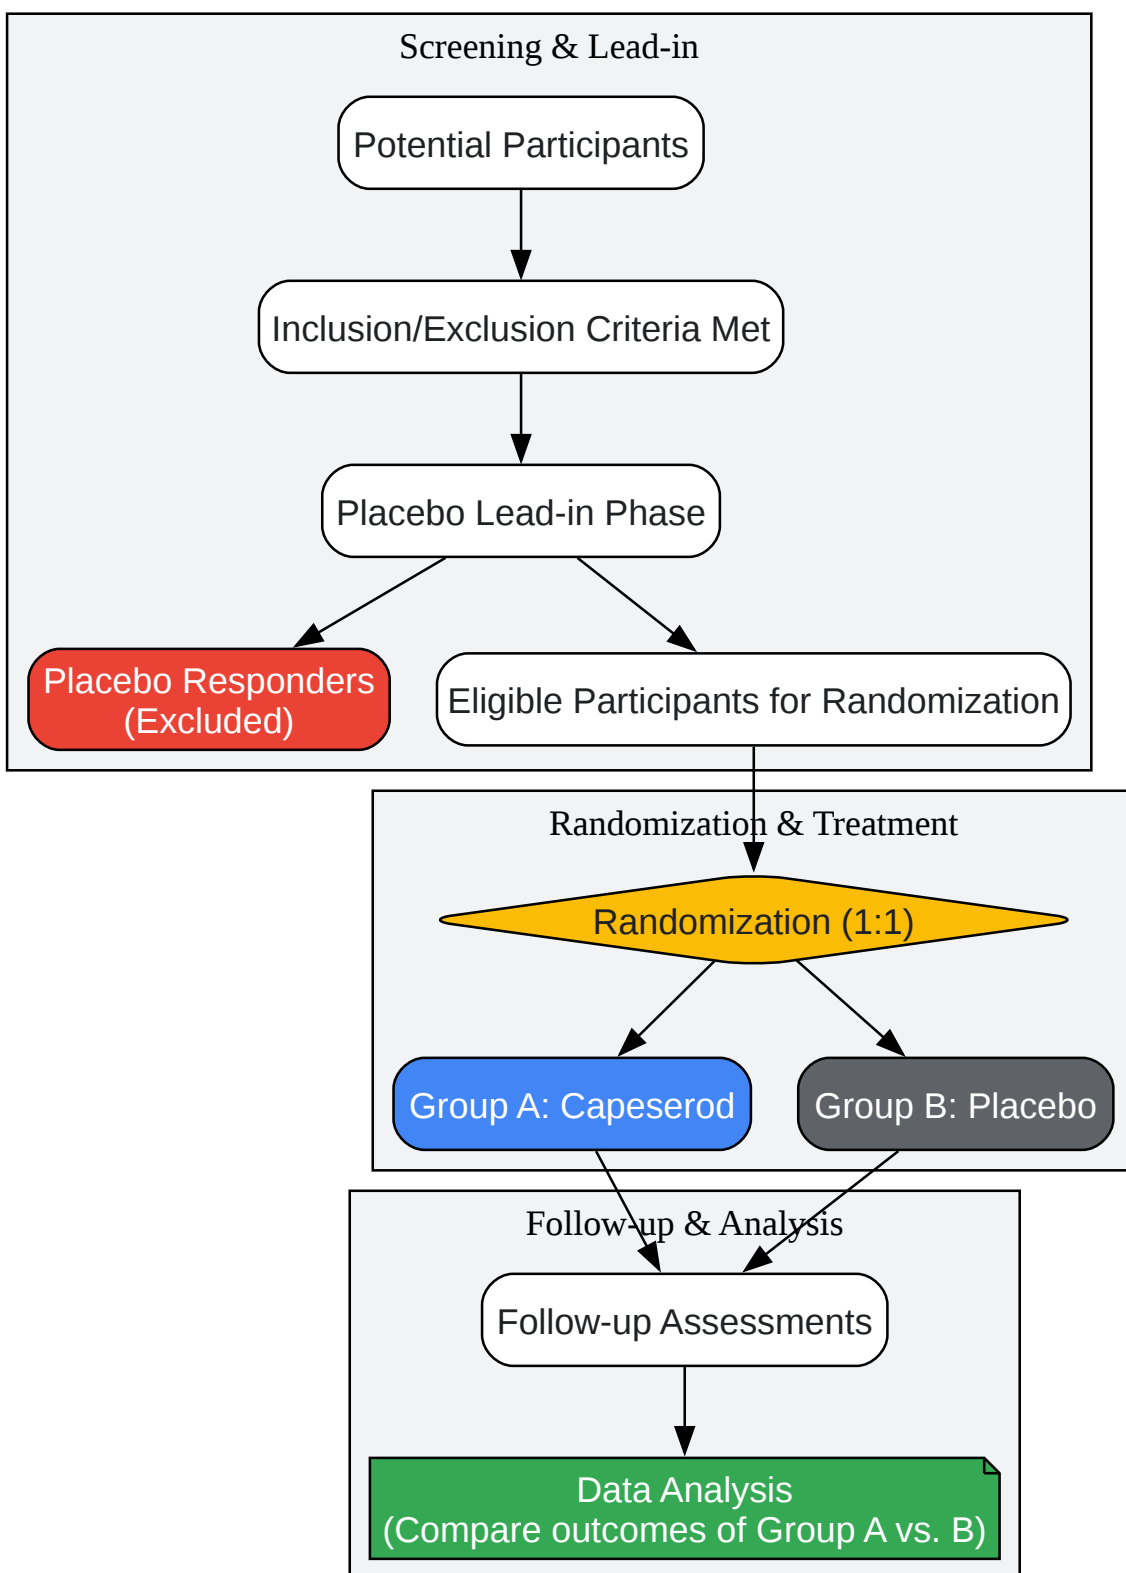 Screening & Lead-in
Potential Participants
Inclusion/Exclusion Criteria Met
Placebo Lead-in Phase
Placebo Responders
(Excluded)
Eligible Participants for Randomization
Randomization & Treatment
Randomization (1:1)
Group A: Capeserod
Group B: Placebo
Follow-up & Analysis
Follow-up Assessments
Data Analysis
(Compare outcomes of Group A vs. B)